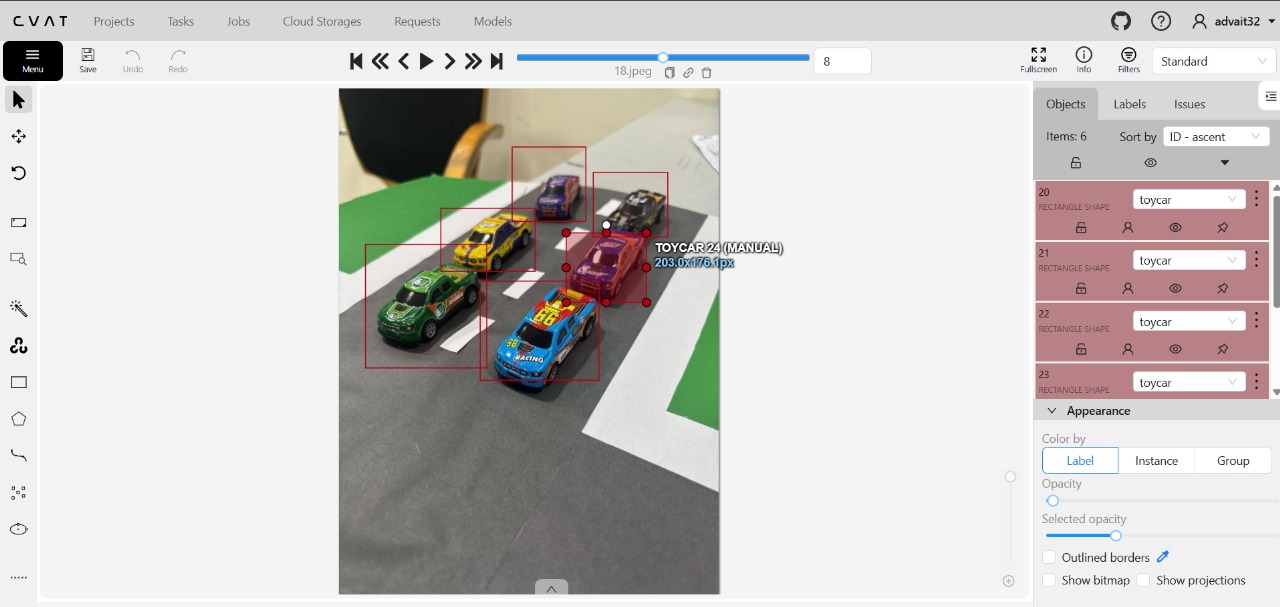 CVAT Projects Tasks Jobs Cloud Storages Requests Models advait32
Menu Save Undo Redo 18.jpeg 8 Fullscreen Info Filters Standard
Objects Labels Issues
Items: 6 Sort by ID - ascent
20 toycar
RECTANGLE SHAPE
21 toycar
RECTANGLE SHAPE
22 toycar
RECTANGLE SHAPE
23 toycar
RECTANGLE SHAPE
TOYCAR 24 (MANUAL)
203.0x176.1px
98
RACING
Appearance
Color by
Label Instance Group
Opacity
Selected opacity
Outlined borders
Show bitmap Show projections